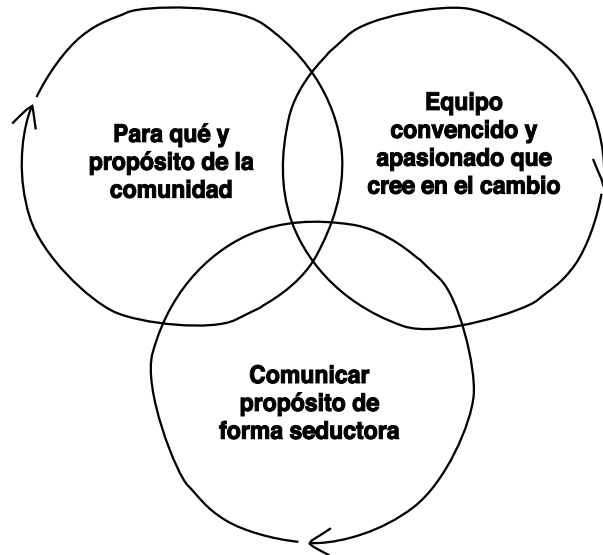 Para qué y
propósito de la
comunidad
Equipo
convencido y
apasionado que
cree en el cambio
Comunicar
propósito de
forma seductora